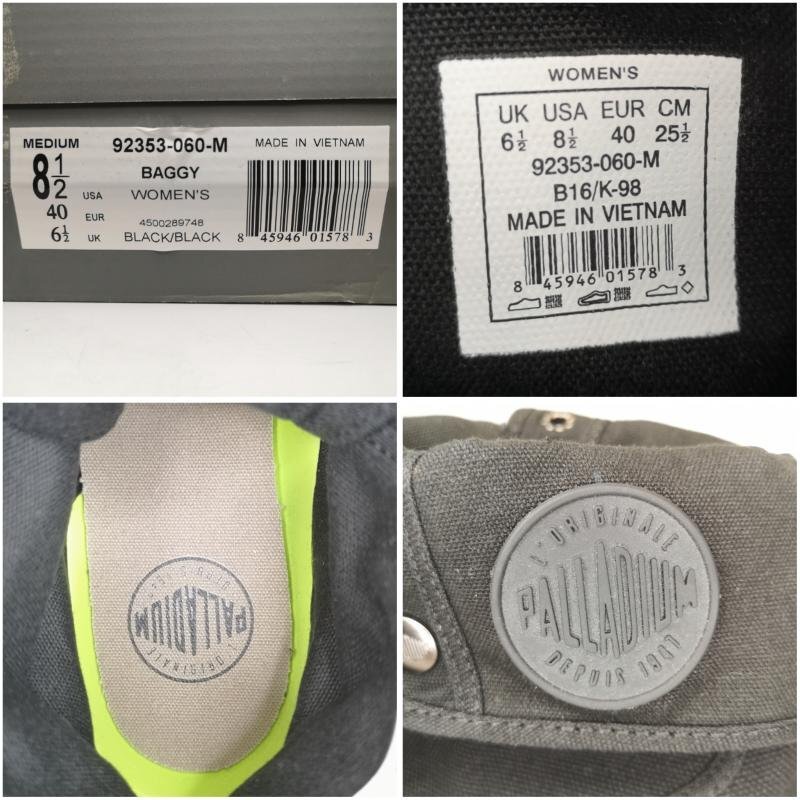 MEDIUM 92353-060-M MADE IN VIETNAM
8 1/2 USA BAGGY
WOMEN'S
40 EUR 4500289748
6½ UK BLACK/BLACK 8 45946 01578 3
WOMEN'S
UK USA EUR CM
6½ 8½ 40 25½
92353-060-M
B16/K-98
MADE IN VIETNAM
8 45946 01578 3
PALLADIUM
L'ORIGINALE
L'ORIGINALE
PALLADIUM
DEPUIS 1947